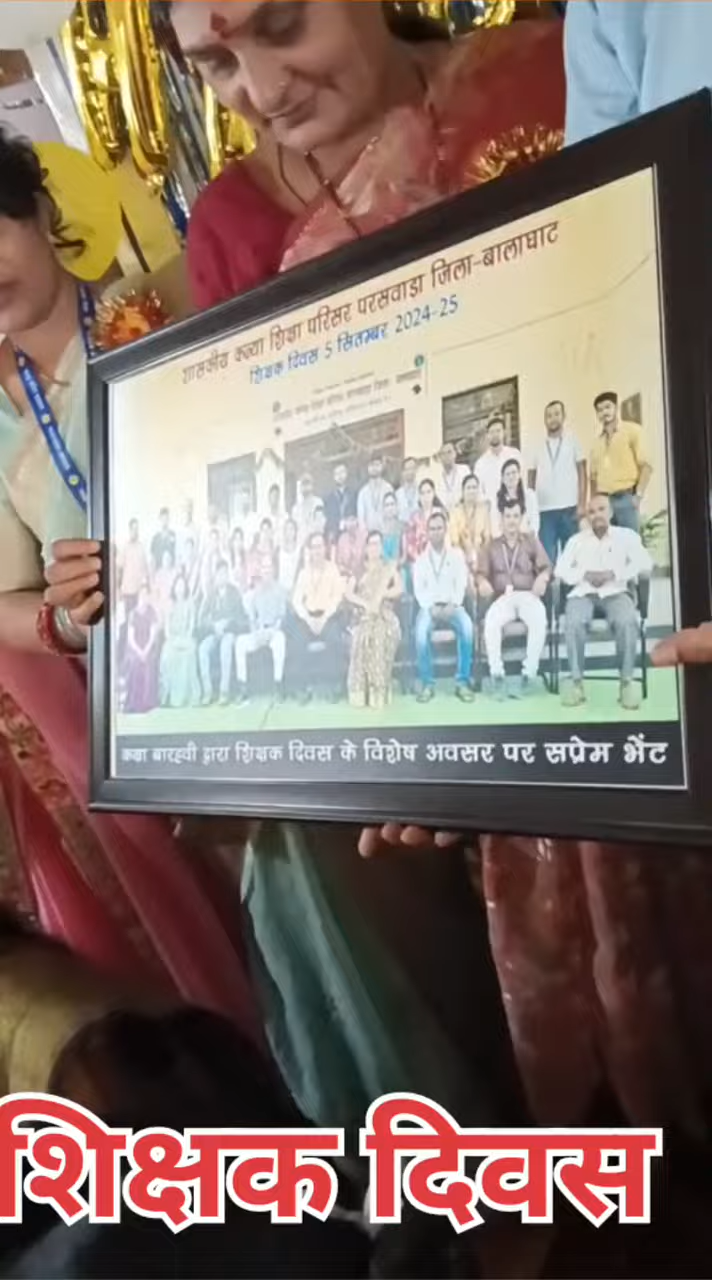 शासकीय कन्या शिक्षा परिसर परसवाडा जिला-बालाघाट
शिक्षक दिवस 5 सितम्बर 2024-25
कक्षा बारहवी द्वारा शिक्षक दिवस के विशेष अवसर पर सप्रेम भेंट
शिक्षक दिवस